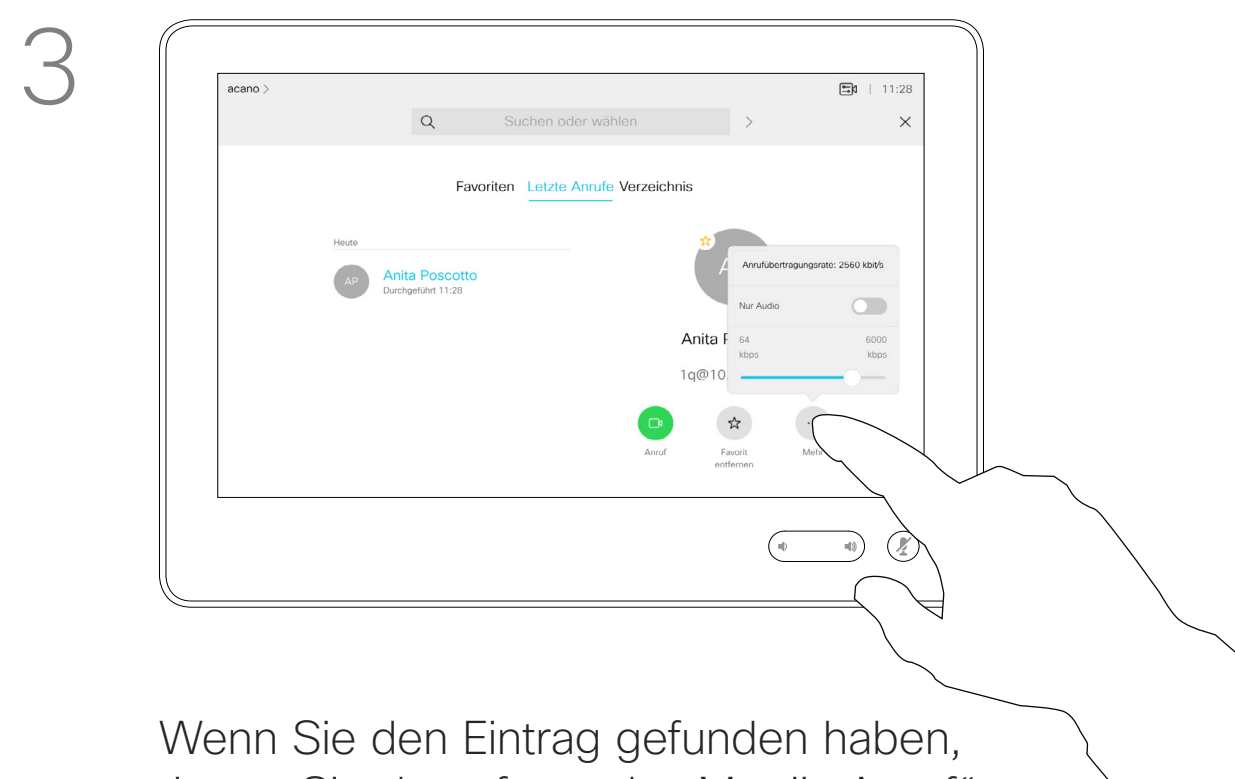 3
acano >
11:28
Suchen oder wählen
Favoriten Letzte Anrufe Verzeichnis
Heute
AP
Anita Poscotto
Durchgeführt 11:28
Anrufübertragungsrate: 2560 kbit/s
Nur Audio
64 kbps
6000 kbps
Anita
1q@10
Anruf
Favorit
entfernen
Mehr
Wenn Sie den Eintrag gefunden haben,